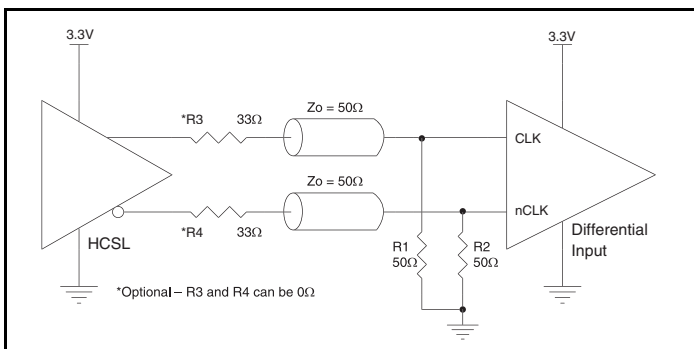 3.3V
3.3V
*R3 33Ω
Zo = 50Ω
CLK
Zo = 50Ω
nCLK
*R4 33Ω
HCSL
R1
50Ω
R2
50Ω
Differential
Input
*Optional – R3 and R4 can be 0Ω